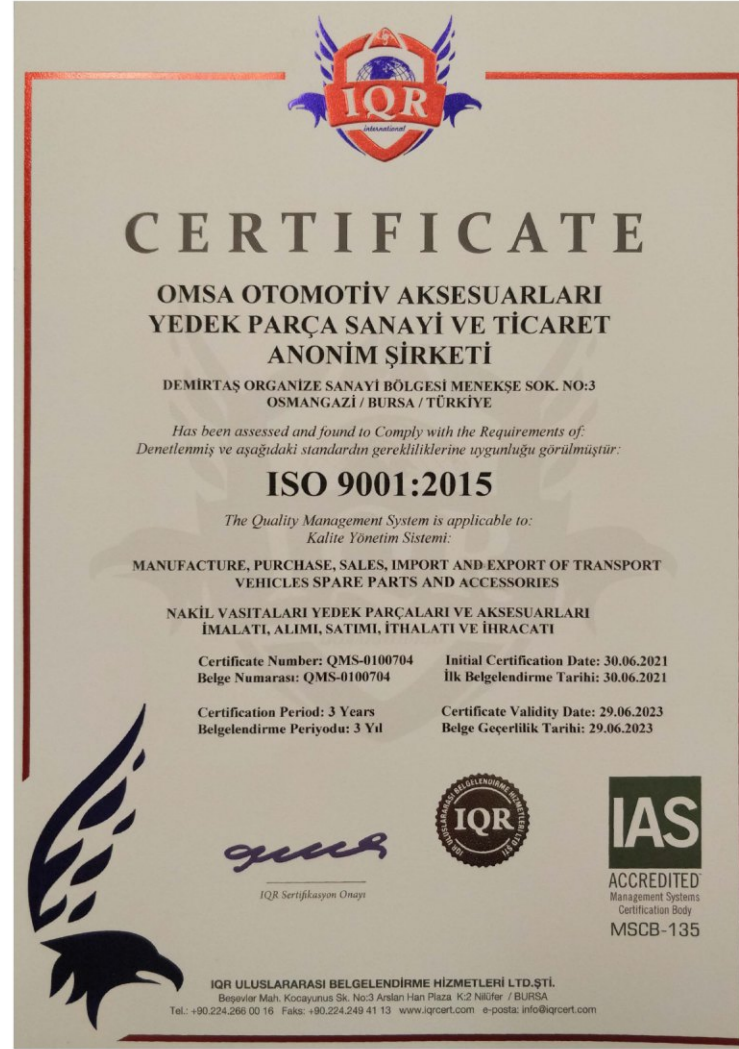 IQR
international
CERTIFICATE
OMSA OTOMOTİV AKSESUARLARI
YEDEK PARÇA SANAYİ VE TİCARET
ANONİM ŞİRKETİ
DEMİRTAŞ ORGANİZE SANAYİ BÖLGESİ MENEKŞE SOK. NO:3
OSMANGAZİ / BURSA / TÜRKİYE
Has been assessed and found to Comply with the Requirements of:
Denetlenmiş ve aşağıdaki standardın gerekliliklerine uygunluğu görülmüştür:
ISO 9001:2015
The Quality Management System is applicable to:
Kalite Yönetim Sistemi:
MANUFACTURE, PURCHASE, SALES, IMPORT AND EXPORT OF TRANSPORT
VEHICLES SPARE PARTS AND ACCESSORIES
NAKİL VASITALARI YEDEK PARÇALARI VE AKSESUARLARI
İMALATI, ALIMI, SATIMI, İTHALATI VE İHRACATI
Certificate Number: QMS-0100704 Initial Certification Date: 30.06.2021
Belge Numarası: QMS-0100704 İlk Belgelendirme Tarihi: 30.06.2021
Certification Period: 3 Years Certificate Validity Date: 29.06.2023
Belgelendirme Periyodu: 3 Yıl Belge Geçerlilik Tarihi: 29.06.2023
IQR ULUSLARARASI BELGELENDİRME HİZMETLERİ LTD ŞTİ
IQR
IAS
ACCREDITED
Management Systems
Certification Body
MSCB-135
IQR Sertifikasyon Onayı
IQR ULUSLARARASI BELGELENDİRME HİZMETLERİ LTD.ŞTİ.
Beşevler Mah. Kocayunus Sk. No:3 Arslan Han Plaza K:2 Nilüfer / BURSA
Tel.: +90.224.266 00 16 Faks: +90.224.249 41 13 www.iqrcert.com e-posta: info@iqrcert.com